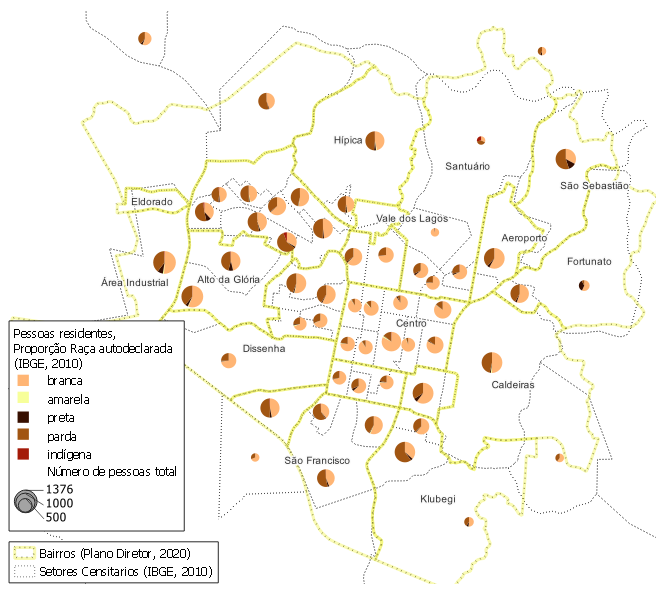 Hípica
Santuário
São Sebastião
Eldorado
Vale dos Lagos
Aeroporto
Fortunato
Área Industrial
Alto da Glória
Centro
Dissenha
Caldeiras
São Francisco
Klubegi
Pessoas residentes,
Proporção Raça autodeclarada
(IBGE, 2010)
branca
amarela
preta
parda
indígena
Número de pessoas total
1376
1000
500
Bairros (Plano Diretor, 2020)
Setores Censitarios (IBGE, 2010)